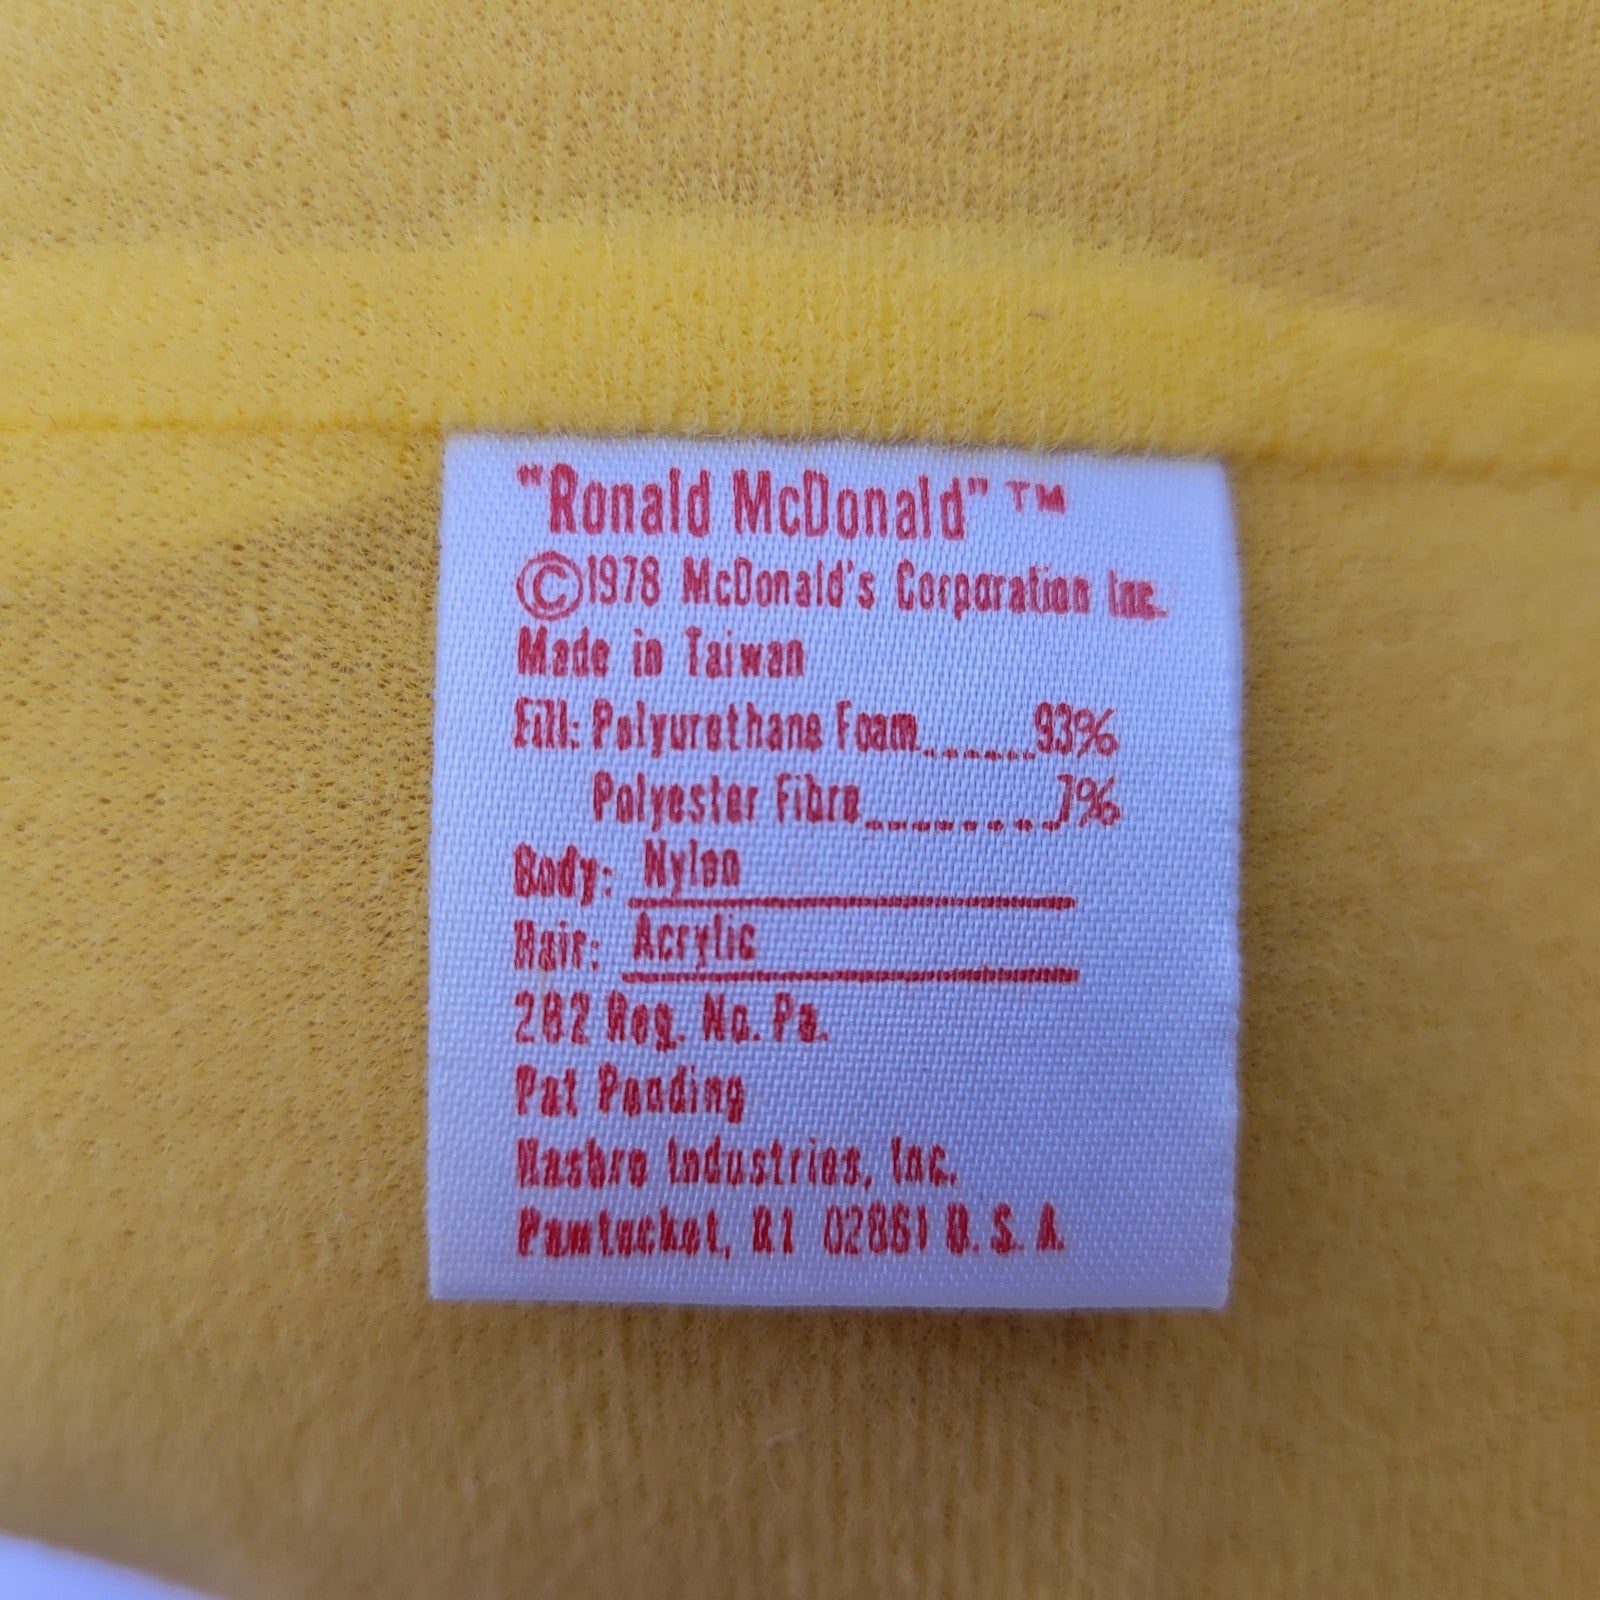 "Ronald McDonald" ™
©1978 McDonald's Corporation Inc.
Made in Taiwan
Fill: Polyurethane Foam......93%
Polyester Fibre........7%
Body: Nylon
Hair: Acrylic
282 Reg. No. Pa.
Pat Pending
Hasbro Industries, Inc.
Pawtucket, RI 02861 U. S. A.